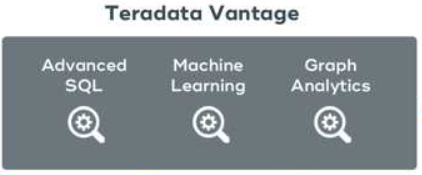 Teradata Vantage
Advanced SQL
Machine Learning
Graph Analytics